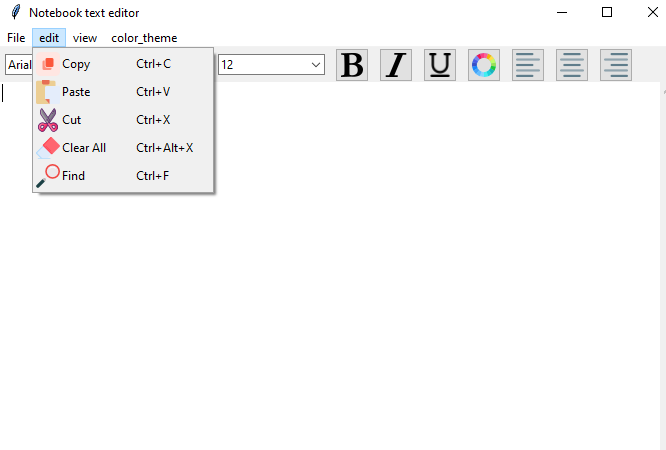 Notebook text editor
File edit view color_theme
Arial 12 B I U
Copy Ctrl+C
Paste Ctrl+V
Cut Ctrl+X
Clear All Ctrl+Alt+X
Find Ctrl+F